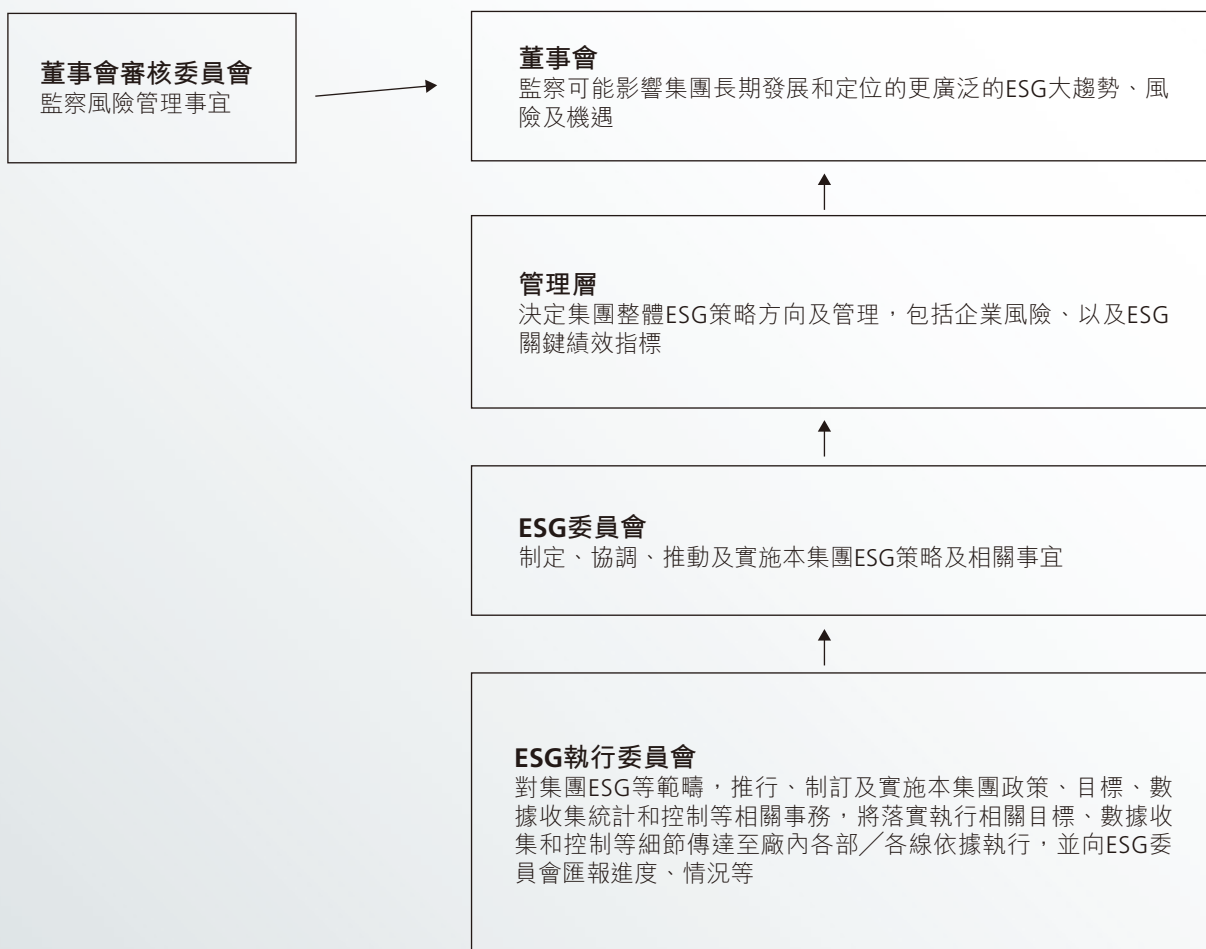 董事會審核委員會
監察風險管理事宜
董事會
監察可能影響集團長期發展和定位的更廣泛的ESG大趨勢、風
險及機遇
管理層
決定集團整體ESG策略方向及管理，包括企業風險、以及ESG
關鍵績效指標
ESG委員會
制定、協調、推動及實施本集團ESG策略及相關事宜
ESG執行委員會
對集團ESG等範疇，推行、制訂及實施本集團政策、目標、數
據收集統計和控制等相關事務，將落實執行相關目標、數據收
集和控制等細節傳達至廠內各部╱各線依據執行，並向ESG委
員會匯報進度、情況等